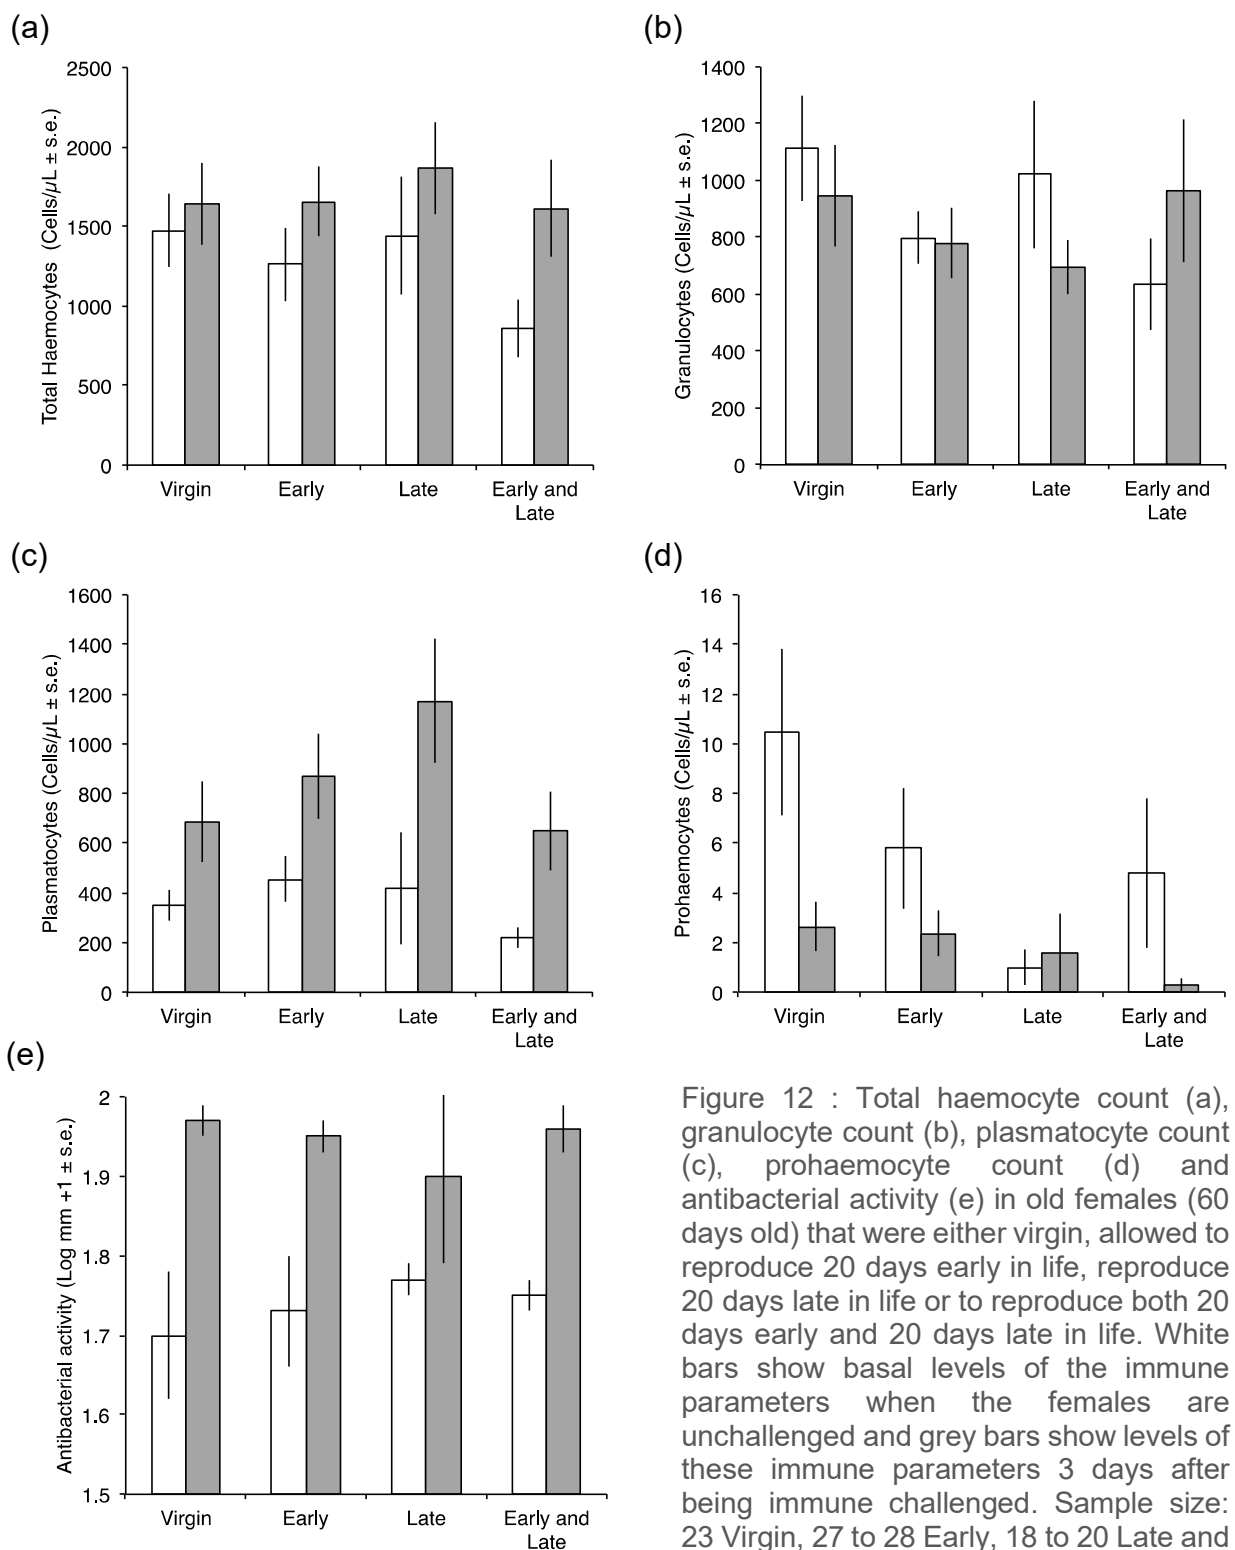 (a)
2500
2000
1500
1000
500
0
Total Haemocytes (Cells/µL ± s.e.)
Virgin
Early
Late
Early and
Late
(b)
1400
1200
1000
800
600
400
200
0
Granulocytes (Cells/µL ± s.e.)
Virgin
Early
Late
Early and
Late
(c)
1600
1400
1200
1000
800
600
400
200
0
Plasmatocytes (Cells/µL ± s.e.)
Virgin
Early
Late
Early and
Late
(d)
16
14
12
10
8
6
4
2
0
Prohaemocytes (Cells/µL ± s.e.)
Virgin
Early
Late
Early and
Late
(e)
2
1.9
1.8
1.7
1.6
1.5
Antibacterial activity (Log mm +1 ± s.e.)
Virgin
Early
Late
Early and
Late
Figure 12 : Total haemocyte count (a),
granulocyte count (b), plasmatocyte count
(c), prohaemocyte count (d) and
antibacterial activity (e) in old females (60
days old) that were either virgin, allowed to
reproduce 20 days early in life, reproduce
20 days late in life or to reproduce both 20
days early and 20 days late in life. White
bars show basal levels of the immune
parameters when the females are
unchallenged and grey bars show levels of
these immune parameters 3 days after
being immune challenged. Sample size:
23 Virgin, 27 to 28 Early, 18 to 20 Late and